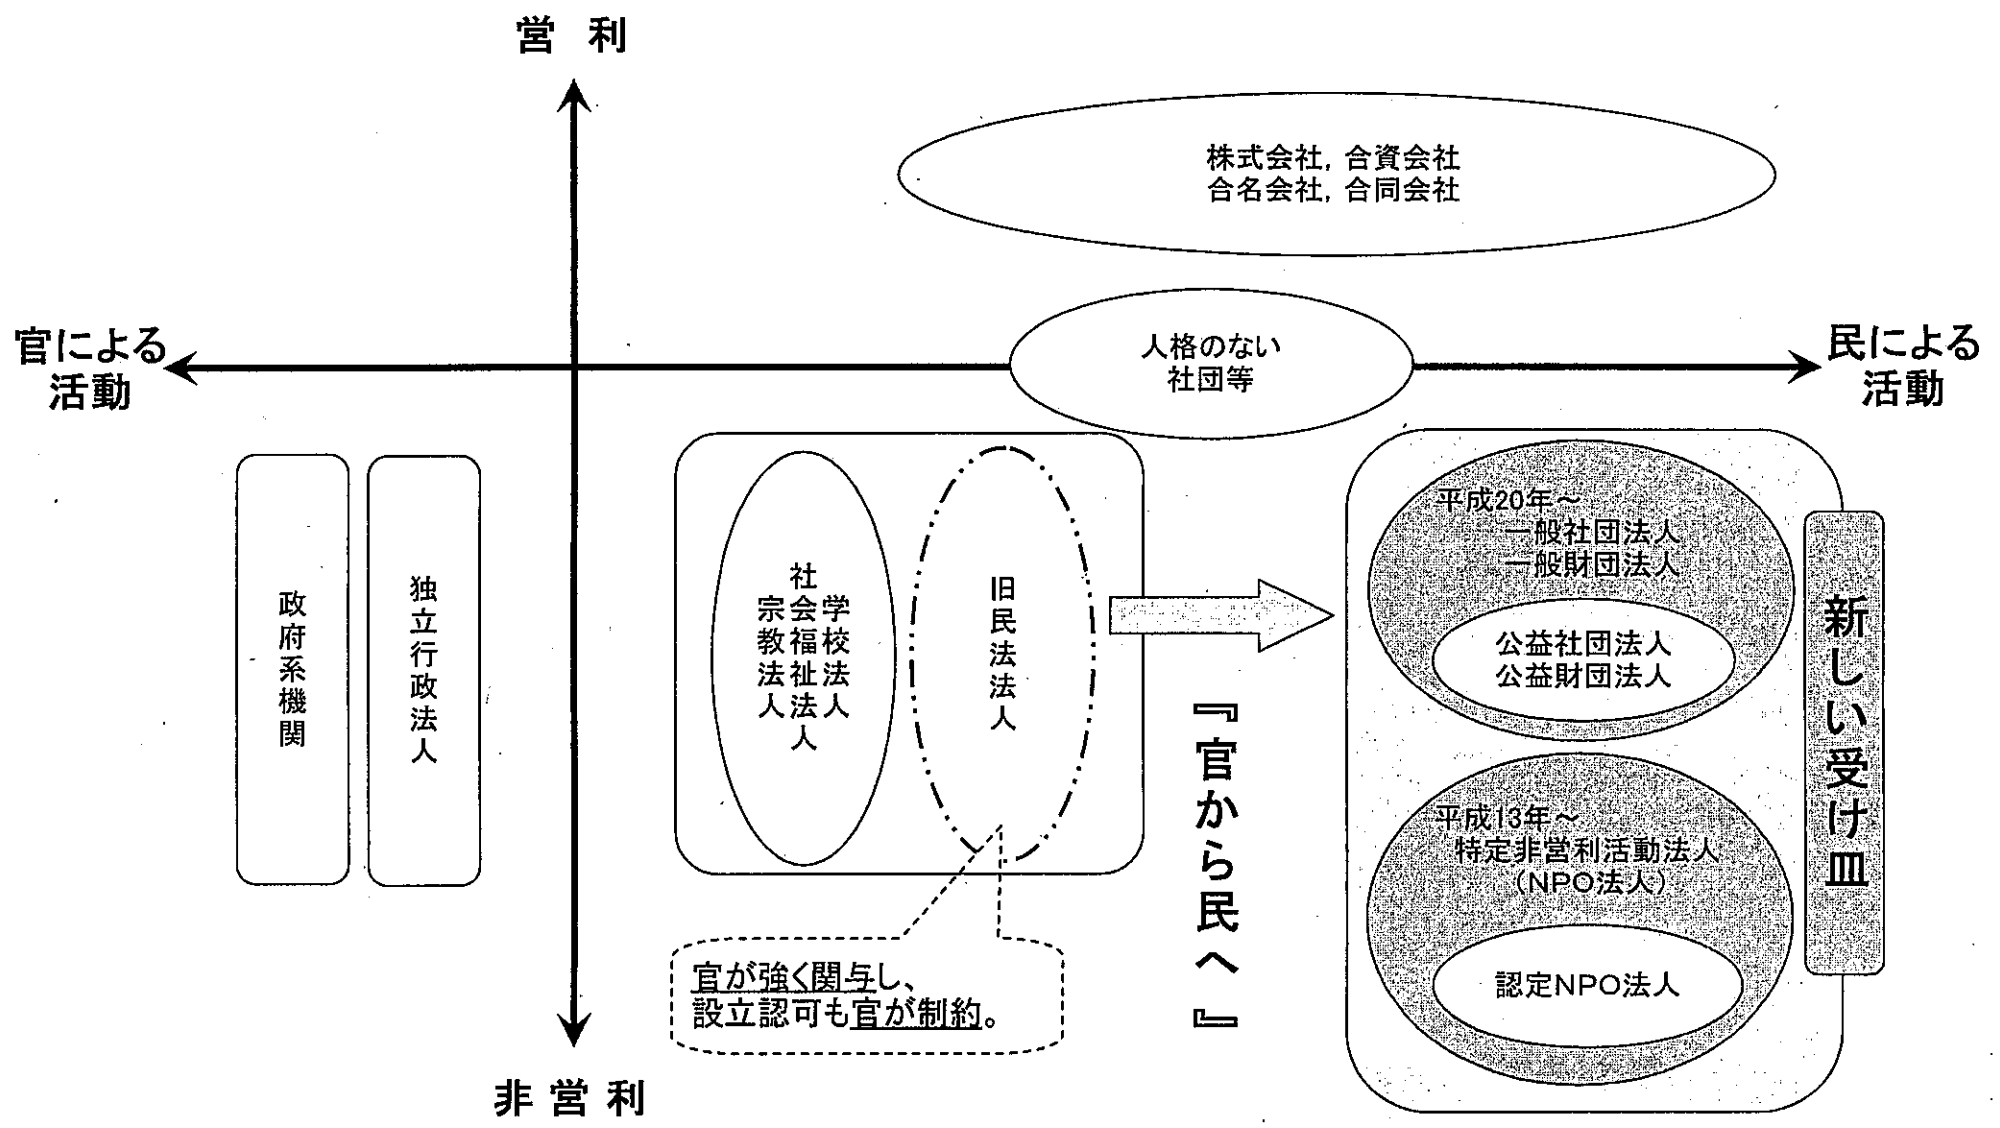 営 利
株式会社, 合資会社
合名会社, 合同会社
官による
活動
人格のない
社団等
民による
活動
政府系機関
独立行政法人
学校法人
社会福祉法人
宗教法人
旧民法法人
官が強く関与し、
設立認可も官が制約。
『官から民へ』
平成20年～
一般社団法人
一般財団法人
公益社団法人
公益財団法人
平成13年～
特定非営利活動法人
（NPO法人）
認定NPO法人
新しい受け皿
非 営 利